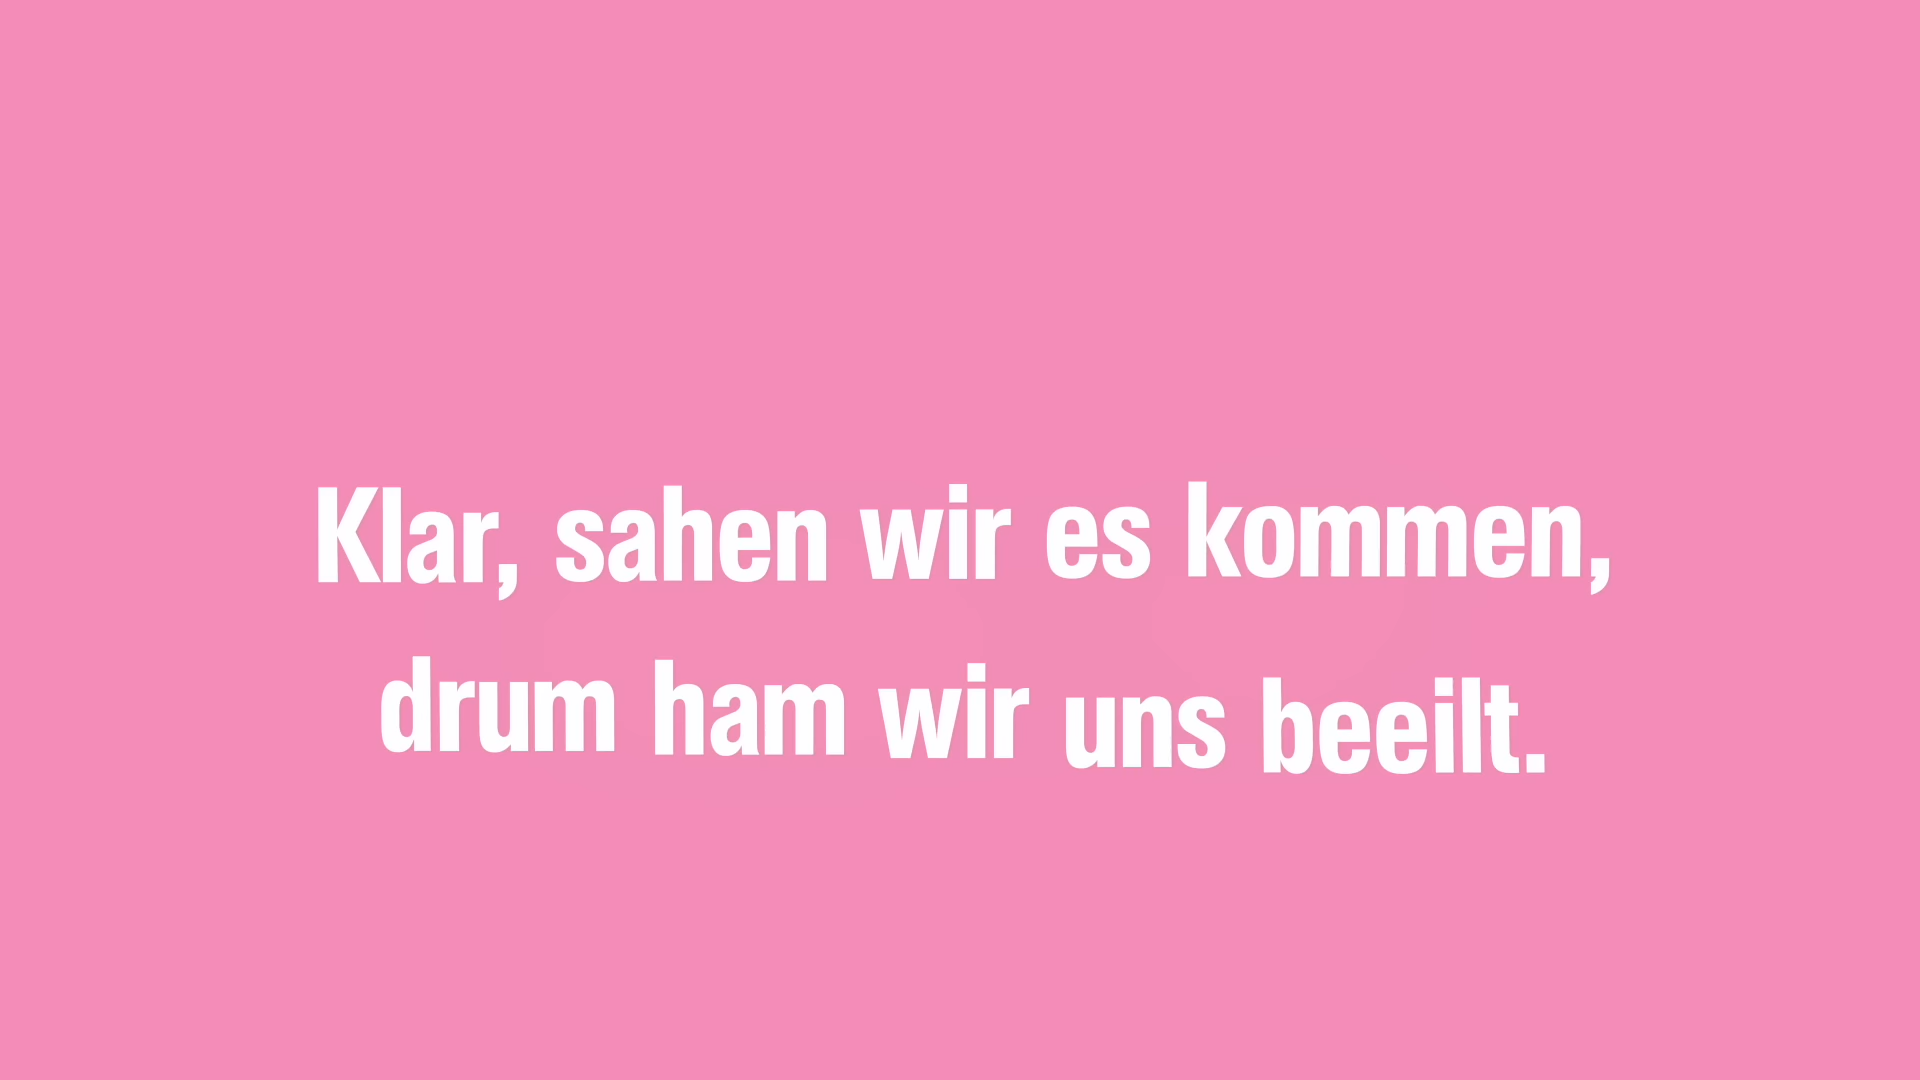 Klar, sahen wir es kommen,
drum ham wir uns beeilt.